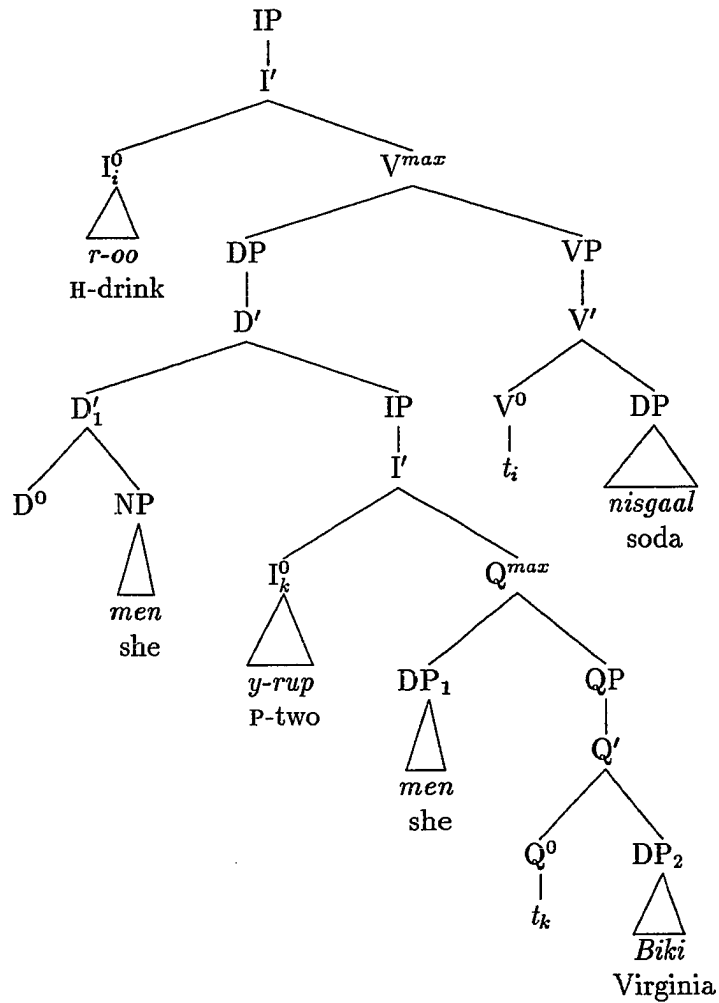 IP
I′
I⁰ᵢ Vᵐᵃˣ
r-oo
H-drink
DP VP
D′ V′
D′₁ IP V⁰ DP
D⁰ NP I′ tᵢ nisgaal
soda
men
she
I⁰ₖ Qᵐᵃˣ
y-rup
P-two
DP₁ QP
men
she
Q′
Q⁰ DP₂
tₖ Biki
Virginia